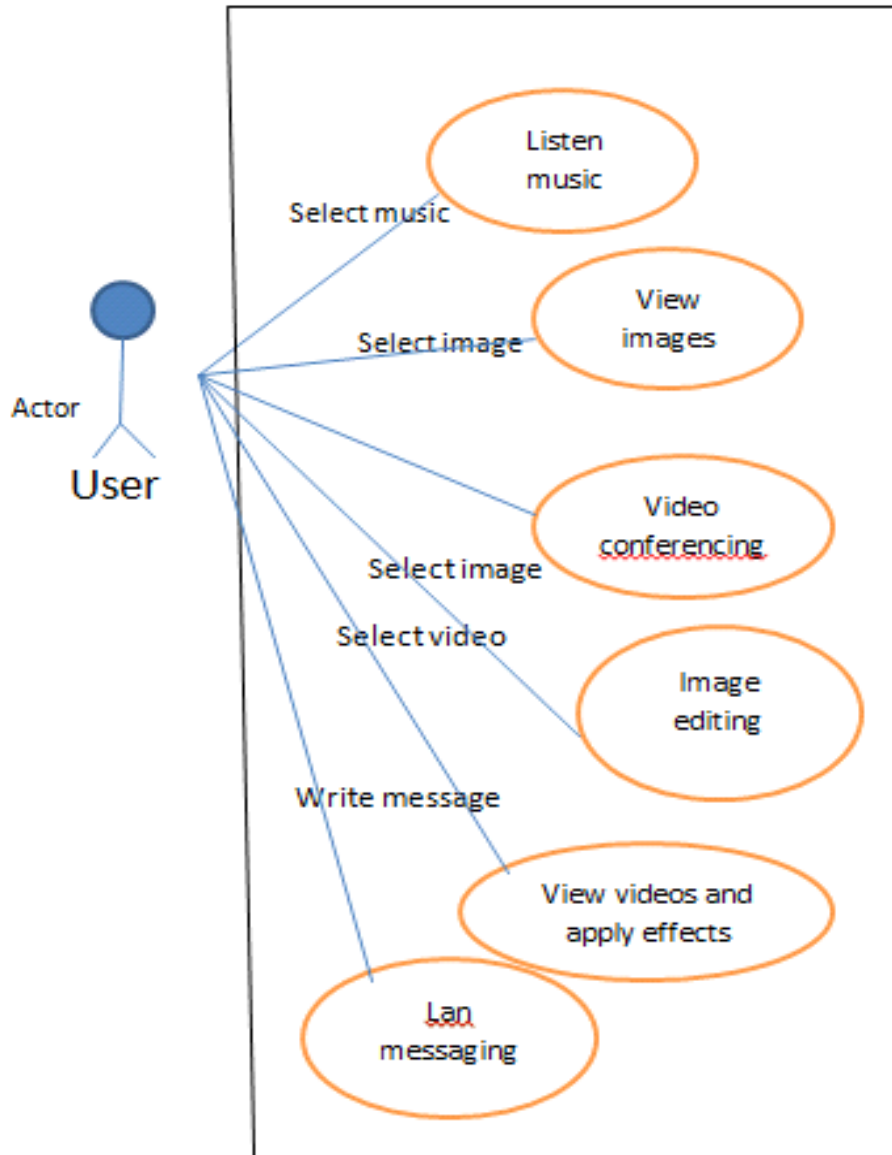 Listen
music
Select music
View
images
Select image
Actor
User
Video
conferencing
Select image
Select video
Image
editing
Write message
View videos and
apply effects
Lan
messaging